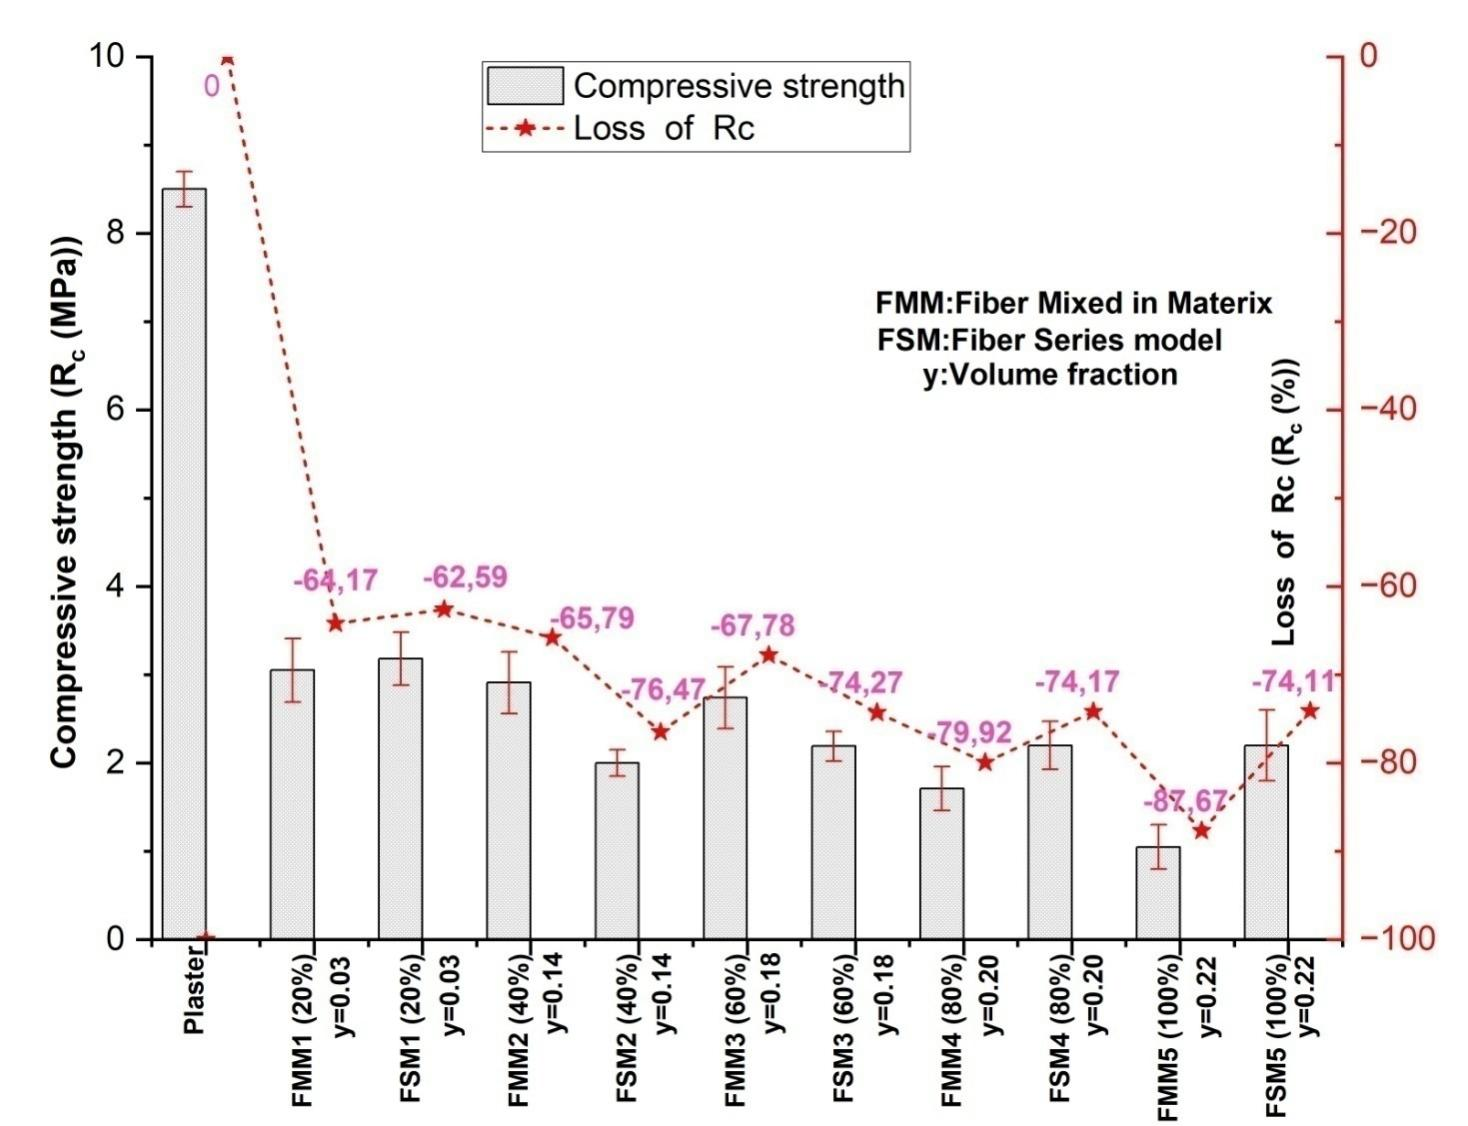 Compressive strength
Loss of Rc
FMM:Fiber Mixed in Materix
FSM:Fiber Series model
y:Volume fraction
Compressive strength (Rc (MPa))
10
8
6
4
2
0
Loss of Rc (Rc (%))
0
−20
−40
−60
−80
−100
0
-64,17
-62,59
-65,79
-76,47
-67,78
-74,27
-79,92
-74,17
-87,67
-74,11
Plaster
FMM1 (20%)
y=0.03
FSM1 (20%)
y=0.03
FMM2 (40%)
y=0.14
FSM2 (40%)
y=0.14
FMM3 (60%)
y=0.18
FSM3 (60%)
y=0.18
FMM4 (80%)
y=0.20
FSM4 (80%)
y=0.20
FMM5 (100%)
y=0.22
FSM5 (100%)
y=0.22